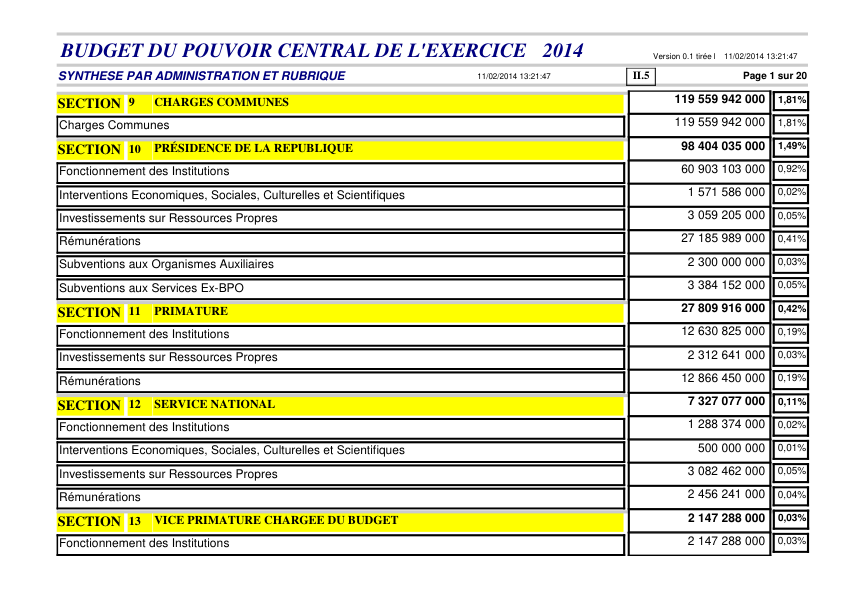 BUDGET DU POUVOIR CENTRAL DE L'EXERCICE 2014
Version 0.1 tirée l 11/02/2014 13:21:47
SYNTHESE PAR ADMINISTRATION ET RUBRIQUE 11/02/2014 13:21:47 II.5 Page 1 sur 20
SECTION 9 CHARGES COMMUNES 119 559 942 000 1,81%
Charges Communes 119 559 942 000 1,81%
SECTION 10 PRÉSIDENCE DE LA REPUBLIQUE 98 404 035 000 1,49%
Fonctionnement des Institutions 60 903 103 000 0,92%
Interventions Economiques, Sociales, Culturelles et Scientifiques 1 571 586 000 0,02%
Investissements sur Ressources Propres 3 059 205 000 0,05%
Rémunérations 27 185 989 000 0,41%
Subventions aux Organismes Auxiliaires 2 300 000 000 0,03%
Subventions aux Services Ex-BPO 3 384 152 000 0,05%
SECTION 11 PRIMATURE 27 809 916 000 0,42%
Fonctionnement des Institutions 12 630 825 000 0,19%
Investissements sur Ressources Propres 2 312 641 000 0,03%
Rémunérations 12 866 450 000 0,19%
SECTION 12 SERVICE NATIONAL 7 327 077 000 0,11%
Fonctionnement des Institutions 1 288 374 000 0,02%
Interventions Economiques, Sociales, Culturelles et Scientifiques 500 000 000 0,01%
Investissements sur Ressources Propres 3 082 462 000 0,05%
Rémunérations 2 456 241 000 0,04%
SECTION 13 VICE PRIMATURE CHARGEE DU BUDGET 2 147 288 000 0,03%
Fonctionnement des Institutions 2 147 288 000 0,03%